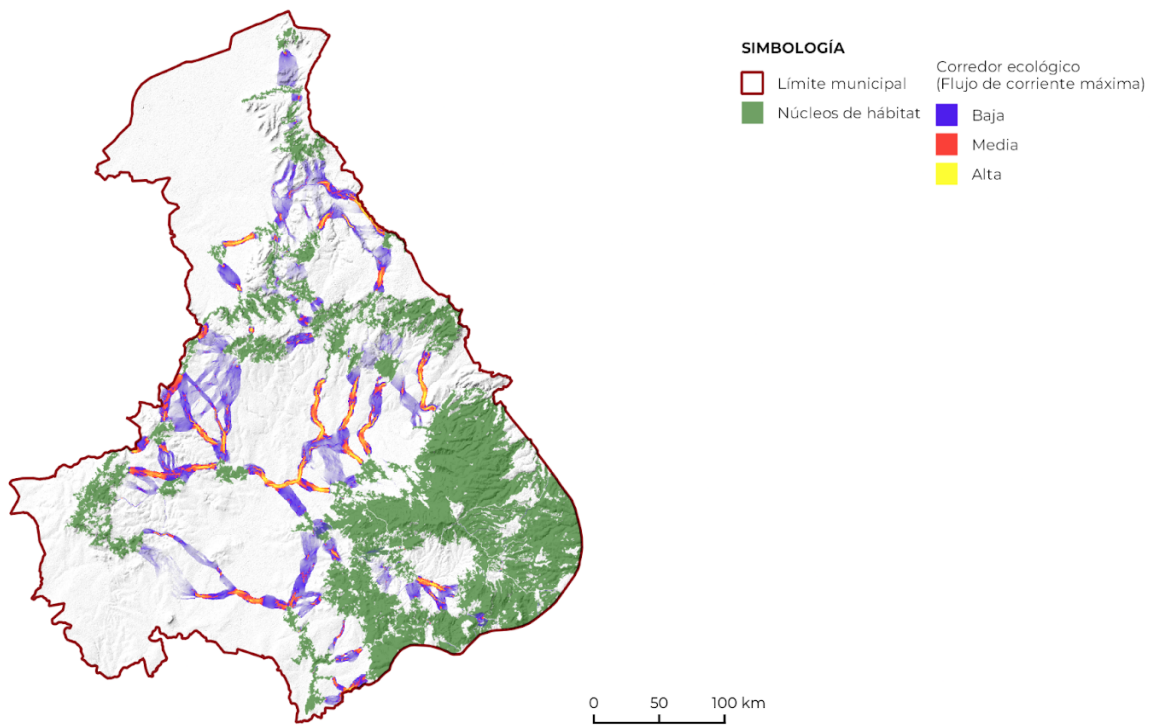 SIMBOLOGÍA
Límite municipal
Núcleos de hábitat
Corredor ecológico
(Flujo de corriente máxima)
Baja
Media
Alta
0 50 100 km